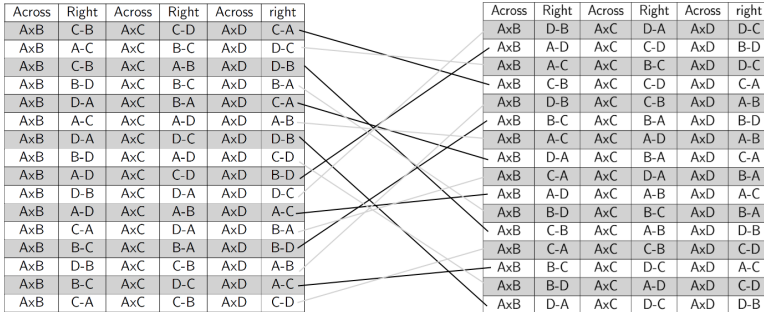 Across Right Across Right Across right
AxB C-B AxC C-D AxD C-A
AxB A-C AxC B-C AxD D-C
AxB C-B AxC A-B AxD D-B
AxB B-D AxC B-C AxD B-A
AxB D-A AxC B-A AxD C-A
AxB A-C AxC A-D AxD A-B
AxB D-A AxC D-C AxD D-B
AxB B-D AxC A-D AxD C-D
AxB A-D AxC C-D AxD B-D
AxB D-B AxC D-A AxD D-C
AxB A-D AxC A-B AxD A-C
AxB C-A AxC D-A AxD B-A
AxB B-C AxC B-A AxD B-D
AxB D-B AxC C-B AxD A-B
AxB B-C AxC D-C AxD A-C
AxB C-A AxC C-B AxD C-D
Across Right Across Right Across right
AxB D-B AxC D-A AxD D-C
AxB A-D AxC C-D AxD B-D
AxB A-C AxC B-C AxD D-C
AxB C-B AxC C-D AxD C-A
AxB D-B AxC C-B AxD A-B
AxB B-C AxC B-A AxD B-D
AxB A-C AxC A-D AxD A-B
AxB D-A AxC B-A AxD C-A
AxB C-A AxC D-A AxD B-A
AxB A-D AxC A-B AxD A-C
AxB B-D AxC B-C AxD B-A
AxB C-B AxC A-B AxD D-B
AxB C-A AxC C-B AxD C-D
AxB B-C AxC D-C AxD A-C
AxB B-D AxC A-D AxD C-D
AxB D-A AxC D-C AxD D-B